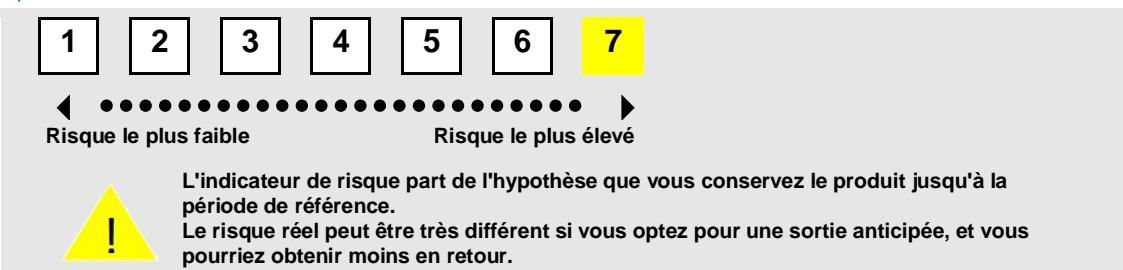 1 2 3 4 5 6 7
Risque le plus faible Risque le plus élevé
L'indicateur de risque part de l'hypothèse que vous conservez le produit jusqu'à la
période de référence.
Le risque réel peut être très différent si vous optez pour une sortie anticipée, et vous
pourriez obtenir moins en retour.
!